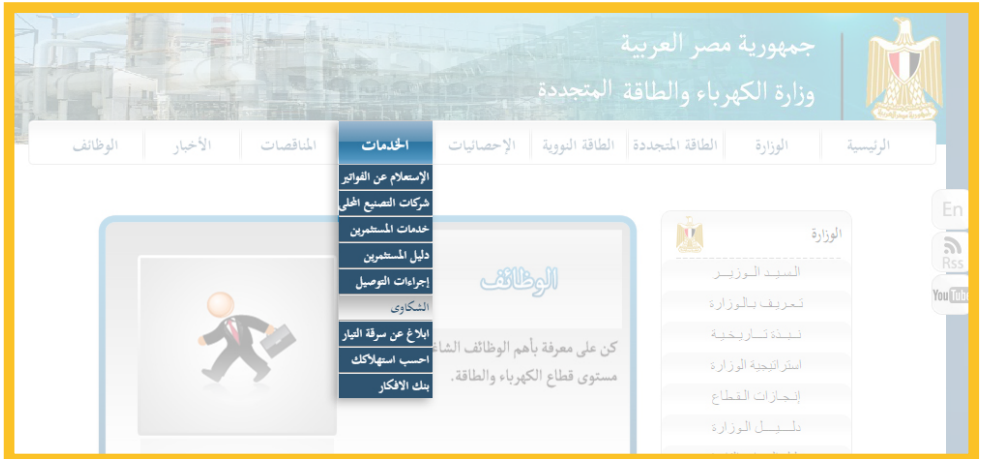 جمهورية مصر العربية
وزارة الكهرباء والطاقة المتجددة
الرئيسية
الوزارة
الطاقة المتجددة
الطاقة النووية
الإحصائيات
الخدمات
المناقصات
الأخبار
الوظائف
الإستعلام عن الفواتير
شركات التصنيع المحلى
خدمات المستثمرين
دليل المستثمرين
إجراءات التوصيل
الشكاوى
ابلاغ عن سرقة التيار
احسب استهلاكك
بنك الافكار
En
Rss
You Tube
الوزارة
السيد الوزير
تعريف بالوزارة
نبذة تاريخية
استراتيجية الوزارة
إنجازات القطاع
دليل الوزارة
الوظائف
كن على معرفة بأهم الوظائف
مستوى قطاع الكهرباء والطاقة.